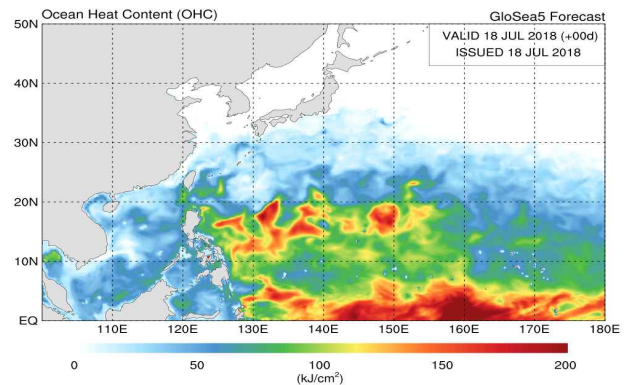 Ocean Heat Content (OHC) GloSea5 Forecast
VALID 18 JUL 2018 (+00d)
ISSUED 18 JUL 2018
50N
40N
30N
20N
10N
EQ
110E 120E 130E 140E 150E 160E 170E 180E
0 50 100 150 200
(kJ/cm²)